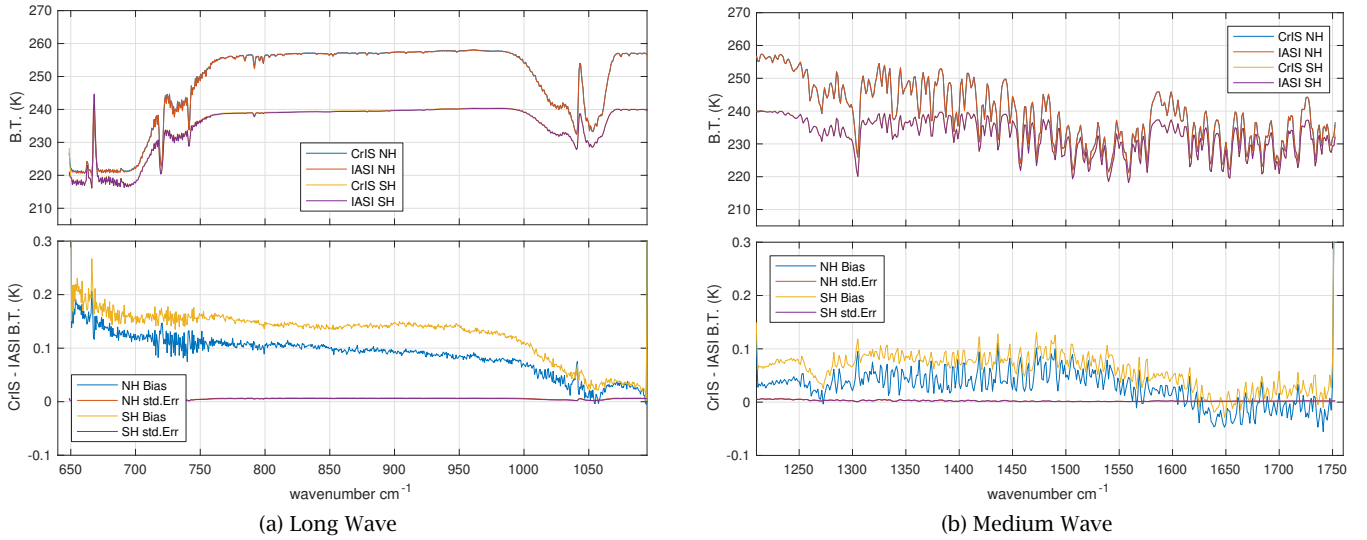 270
260
250
240
230
220
210
B.T. (K)
CrIS NH
IASI NH
CrIS SH
IASI SH
0.3
0.2
0.1
0
-0.1
CrIS - IASI B.T. (K)
NH Bias
NH std.Err
SH Bias
SH std.Err
650 700 750 800 850 900 950 1000 1050
wavenumber cm⁻¹
(a) Long Wave
270
260
250
240
230
220
210
B.T. (K)
CrIS NH
IASI NH
CrIS SH
IASI SH
0.3
0.2
0.1
0
-0.1
CrIS - IASI B.T. (K)
NH Bias
NH std.Err
SH Bias
SH std.Err
1250 1300 1350 1400 1450 1500 1550 1600 1650 1700 1750
wavenumber cm⁻¹
(b) Medium Wave